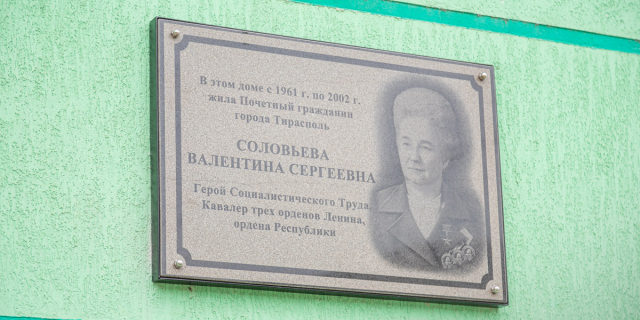 В этом доме с 1961 г. по 2002 г.
жила Почетный гражданин
города Тирасполь
СОЛОВЬЕВА
ВАЛЕНТИНА СЕРГЕЕВНА
Герой Социалистического Труда,
Кавалер трех орденов Ленина,
ордена Республики